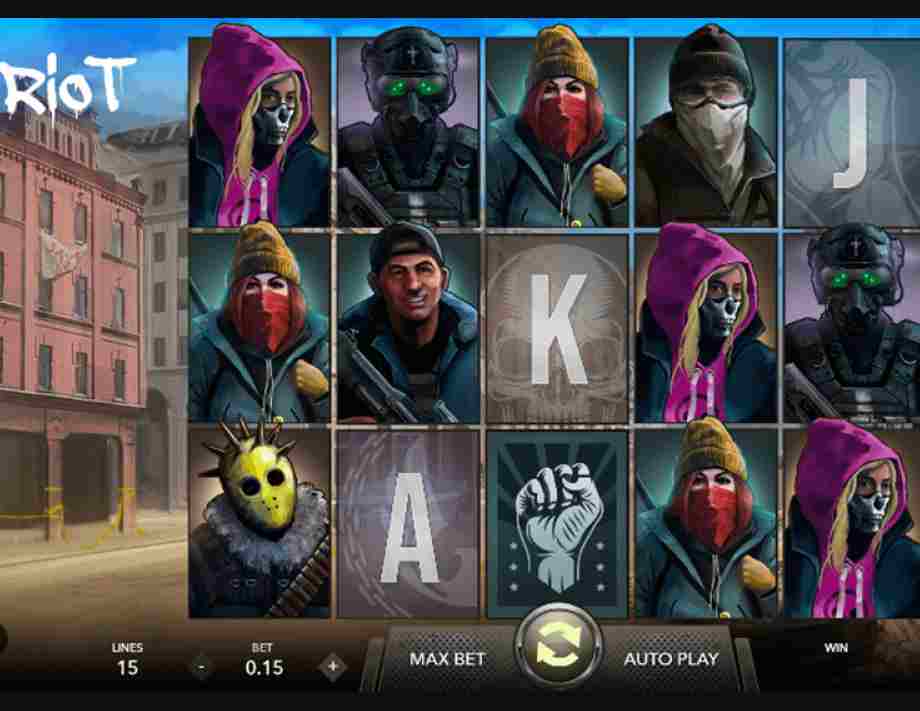 RioT
J
K
A
LINES
15
BET
- 0.15 +
MAX BET
AUTO PLAY
WIN